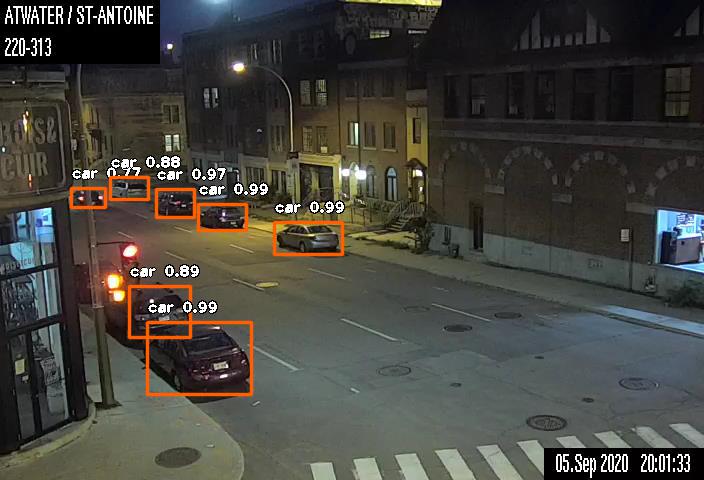 ATWATER / ST-ANTOINE
220-313
CUIR
car 0.88
car 0.77
car 0.97
car 0.99
car 0.99
car 0.89
car 0.99
05.Sep 2020 20:01:33